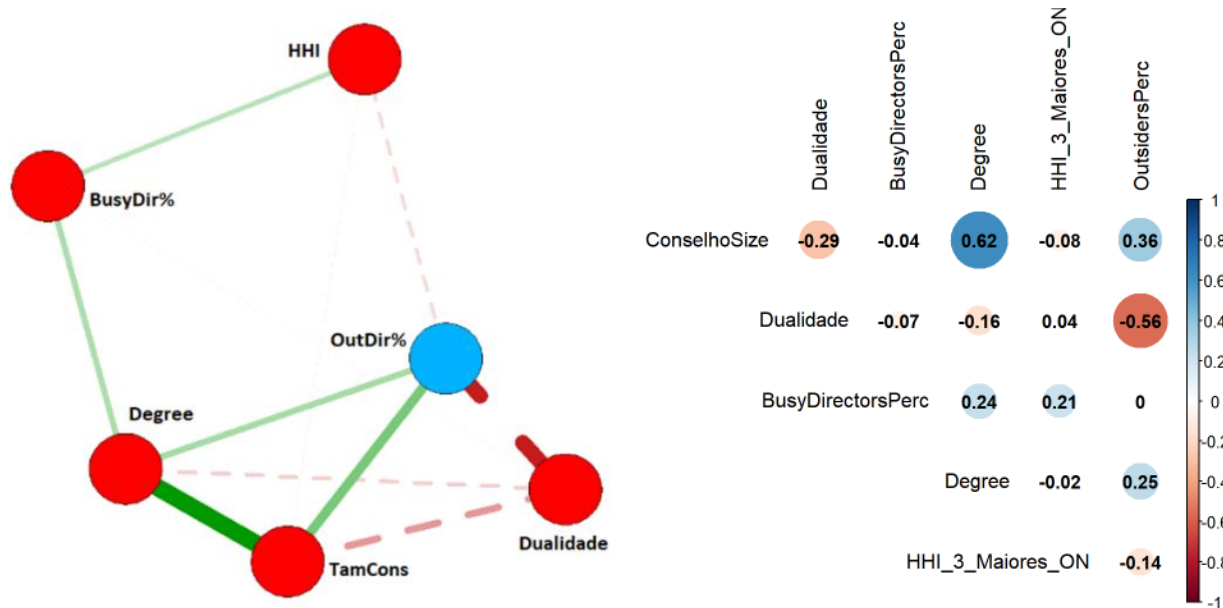 HHI
BusyDir%
OutDir%
Degree
Dualidade
TamCons
Dualidade
BusyDirectorsPerc
Degree
HHI_3_Maiores_ON
OutsidersPerc
ConselhoSize -0.29 -0.04 0.62 -0.08 0.36
Dualidade -0.07 -0.16 0.04 -0.56
BusyDirectorsPerc 0.24 0.21 0
Degree -0.02 0.25
HHI_3_Maiores_ON -0.14
1
0.8
0.6
0.4
0.2
0
-0.2
-0.4
-0.6
-0.8
-1